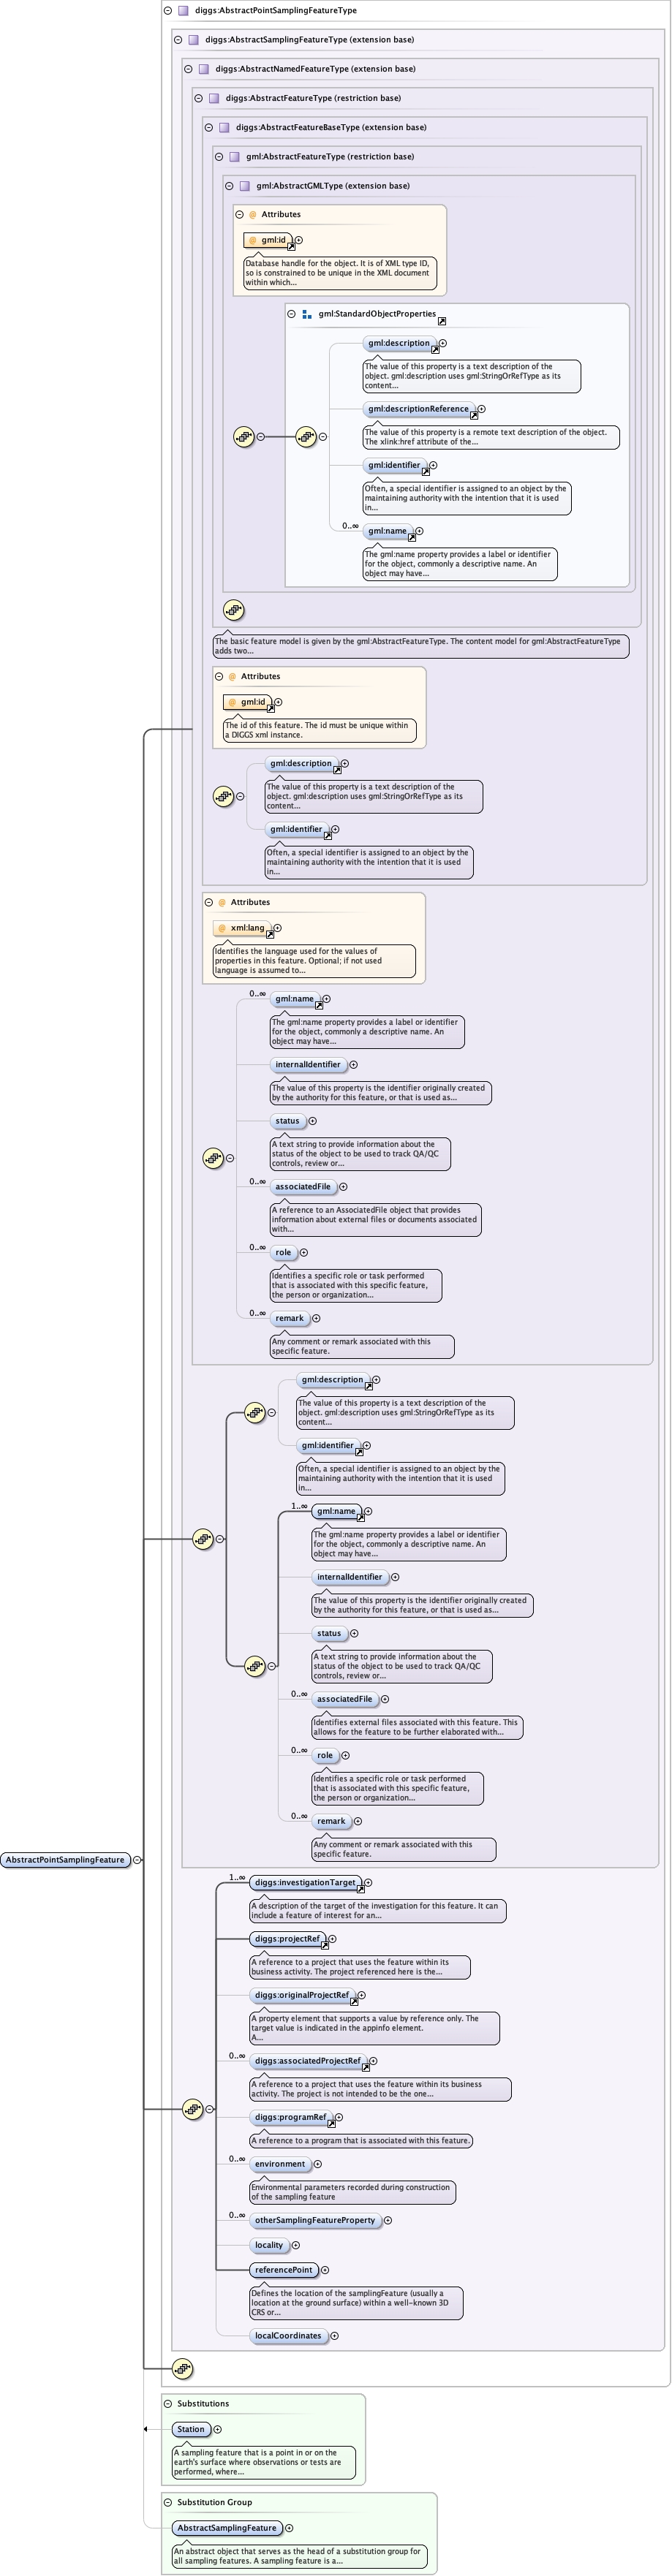 diggs:AbstractPointSamplingFeatureType
diggs:AbstractSamplingFeatureType (extension base)
diggs:AbstractNamedFeatureType (extension base)
diggs:AbstractFeatureType (restriction base)
diggs:AbstractFeatureBaseType (extension base)
gml:AbstractFeatureType (restriction base)
gml:AbstractGMLType (extension base)
@ Attributes
@ gml:id
Database handle for the object. It is of XML type ID,
so is constrained to be unique in the XML document
within which...
gml:StandardObjectProperties
gml:description
The value of this property is a text description of the
object. gml:description uses gml:StringOrRefType as its
content...
gml:descriptionReference
The value of this property is a remote text description of the object.
The xlink:href attribute of the...
gml:identifier
Often, a special identifier is assigned to an object by the
maintaining authority with the intention that it is used
in...
0..∞
gml:name
The gml:name property provides a label or identifier
for the object, commonly a descriptive name. An
object may have...
The basic feature model is given by the gml:AbstractFeatureType. The content model for gml:AbstractFeatureType
adds two...
@ Attributes
@ gml:id
The id of this feature. The id must be unique within
a DIGGS xml instance.
gml:description
The value of this property is a text description of the
object. gml:description uses gml:StringOrRefType as its
content...
gml:identifier
Often, a special identifier is assigned to an object by the
maintaining authority with the intention that it is used
in...
@ Attributes
@ xml:lang
Identifies the language used for the values of
properties in this feature. Optional; if not used
language is assumed to...
0..∞
gml:name
The gml:name property provides a label or identifier
for the object, commonly a descriptive name. An
object may have...
internalIdentifier
The value of this property is the identifier originally created
by the authority for this feature, or that is used as...
status
A text string to provide information about the
status of the object to be used to track QA/QC
controls, review or...
0..∞
associatedFile
A reference to an AssociatedFile object that provides
information about external files or documents associated
with...
0..∞
role
Identifies a specific role or task performed
that is associated with this specific feature,
the person or organization...
0..∞
remark
Any comment or remark associated with this
specific feature.
gml:description
The value of this property is a text description of the
object. gml:description uses gml:StringOrRefType as its
content...
gml:identifier
Often, a special identifier is assigned to an object by the
maintaining authority with the intention that it is used
in...
1..∞
gml:name
The gml:name property provides a label or identifier
for the object, commonly a descriptive name. An
object may have...
internalIdentifier
The value of this property is the identifier originally created
by the authority for this feature, or that is used as...
status
A text string to provide information about the
status of the object to be used to track QA/QC
controls, review or...
0..∞
associatedFile
Identifies external files associated with this feature. This
allows for the feature to be further elaborated with...
0..∞
role
Identifies a specific role or task performed
that is associated with this specific feature,
the person or organization...
0..∞
remark
Any comment or remark associated with this
specific feature.
AbstractPointSamplingFeature
1..∞
diggs:investigationTarget
A description of the target of the investigation for this feature. It can
include a feature of interest for an...
diggs:projectRef
A reference to a project that uses the feature within its
business activity. The project referenced here is the...
diggs:originalProjectRef
A property element that supports a value by reference only. The
target value is indicated in the appinfo element.
A...
0..∞
diggs:associatedProjectRef
A reference to a project that uses the feature within its business
activity. The project is not intended to be the one...
diggs:programRef
A reference to a program that is associated with this feature.
0..∞
environment
Environmental parameters recorded during construction
of the sampling feature
0..∞
otherSamplingFeatureProperty
locality
referencePoint
Defines the location of the samplingFeature (usually a
location at the ground surface) within a well-known 3D
CRS or...
localCoordinates
Substitutions
Station
A sampling feature that is a point in or on the
earth's surface where observations or tests are
performed, where...
Substitution Group
AbstractSamplingFeature
An abstract object that serves as the head of a substitution group for
all sampling features. A sampling feature is a...